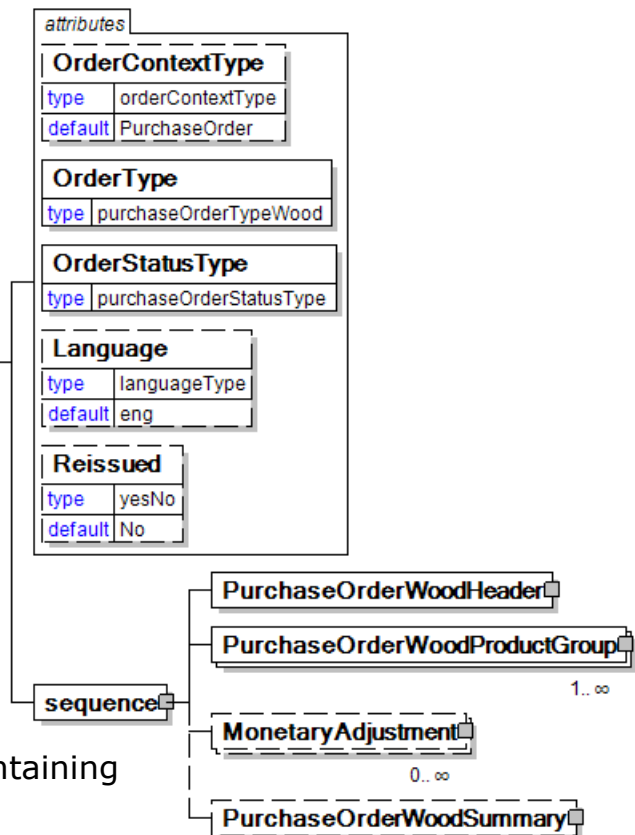 attributes
OrderContextType
type orderContextType
default PurchaseOrder
OrderType
type purchaseOrderTypeWood
OrderStatusType
type purchaseOrderStatusType
Language
type languageType
default eng
Reissued
type yesNo
default No
PurchaseOrderWoodHeader
PurchaseOrderWoodProductGroup
1.. ∞
sequence
MonetaryAdjustment
ntaining
0.. ∞
PurchaseOrderWoodSummary